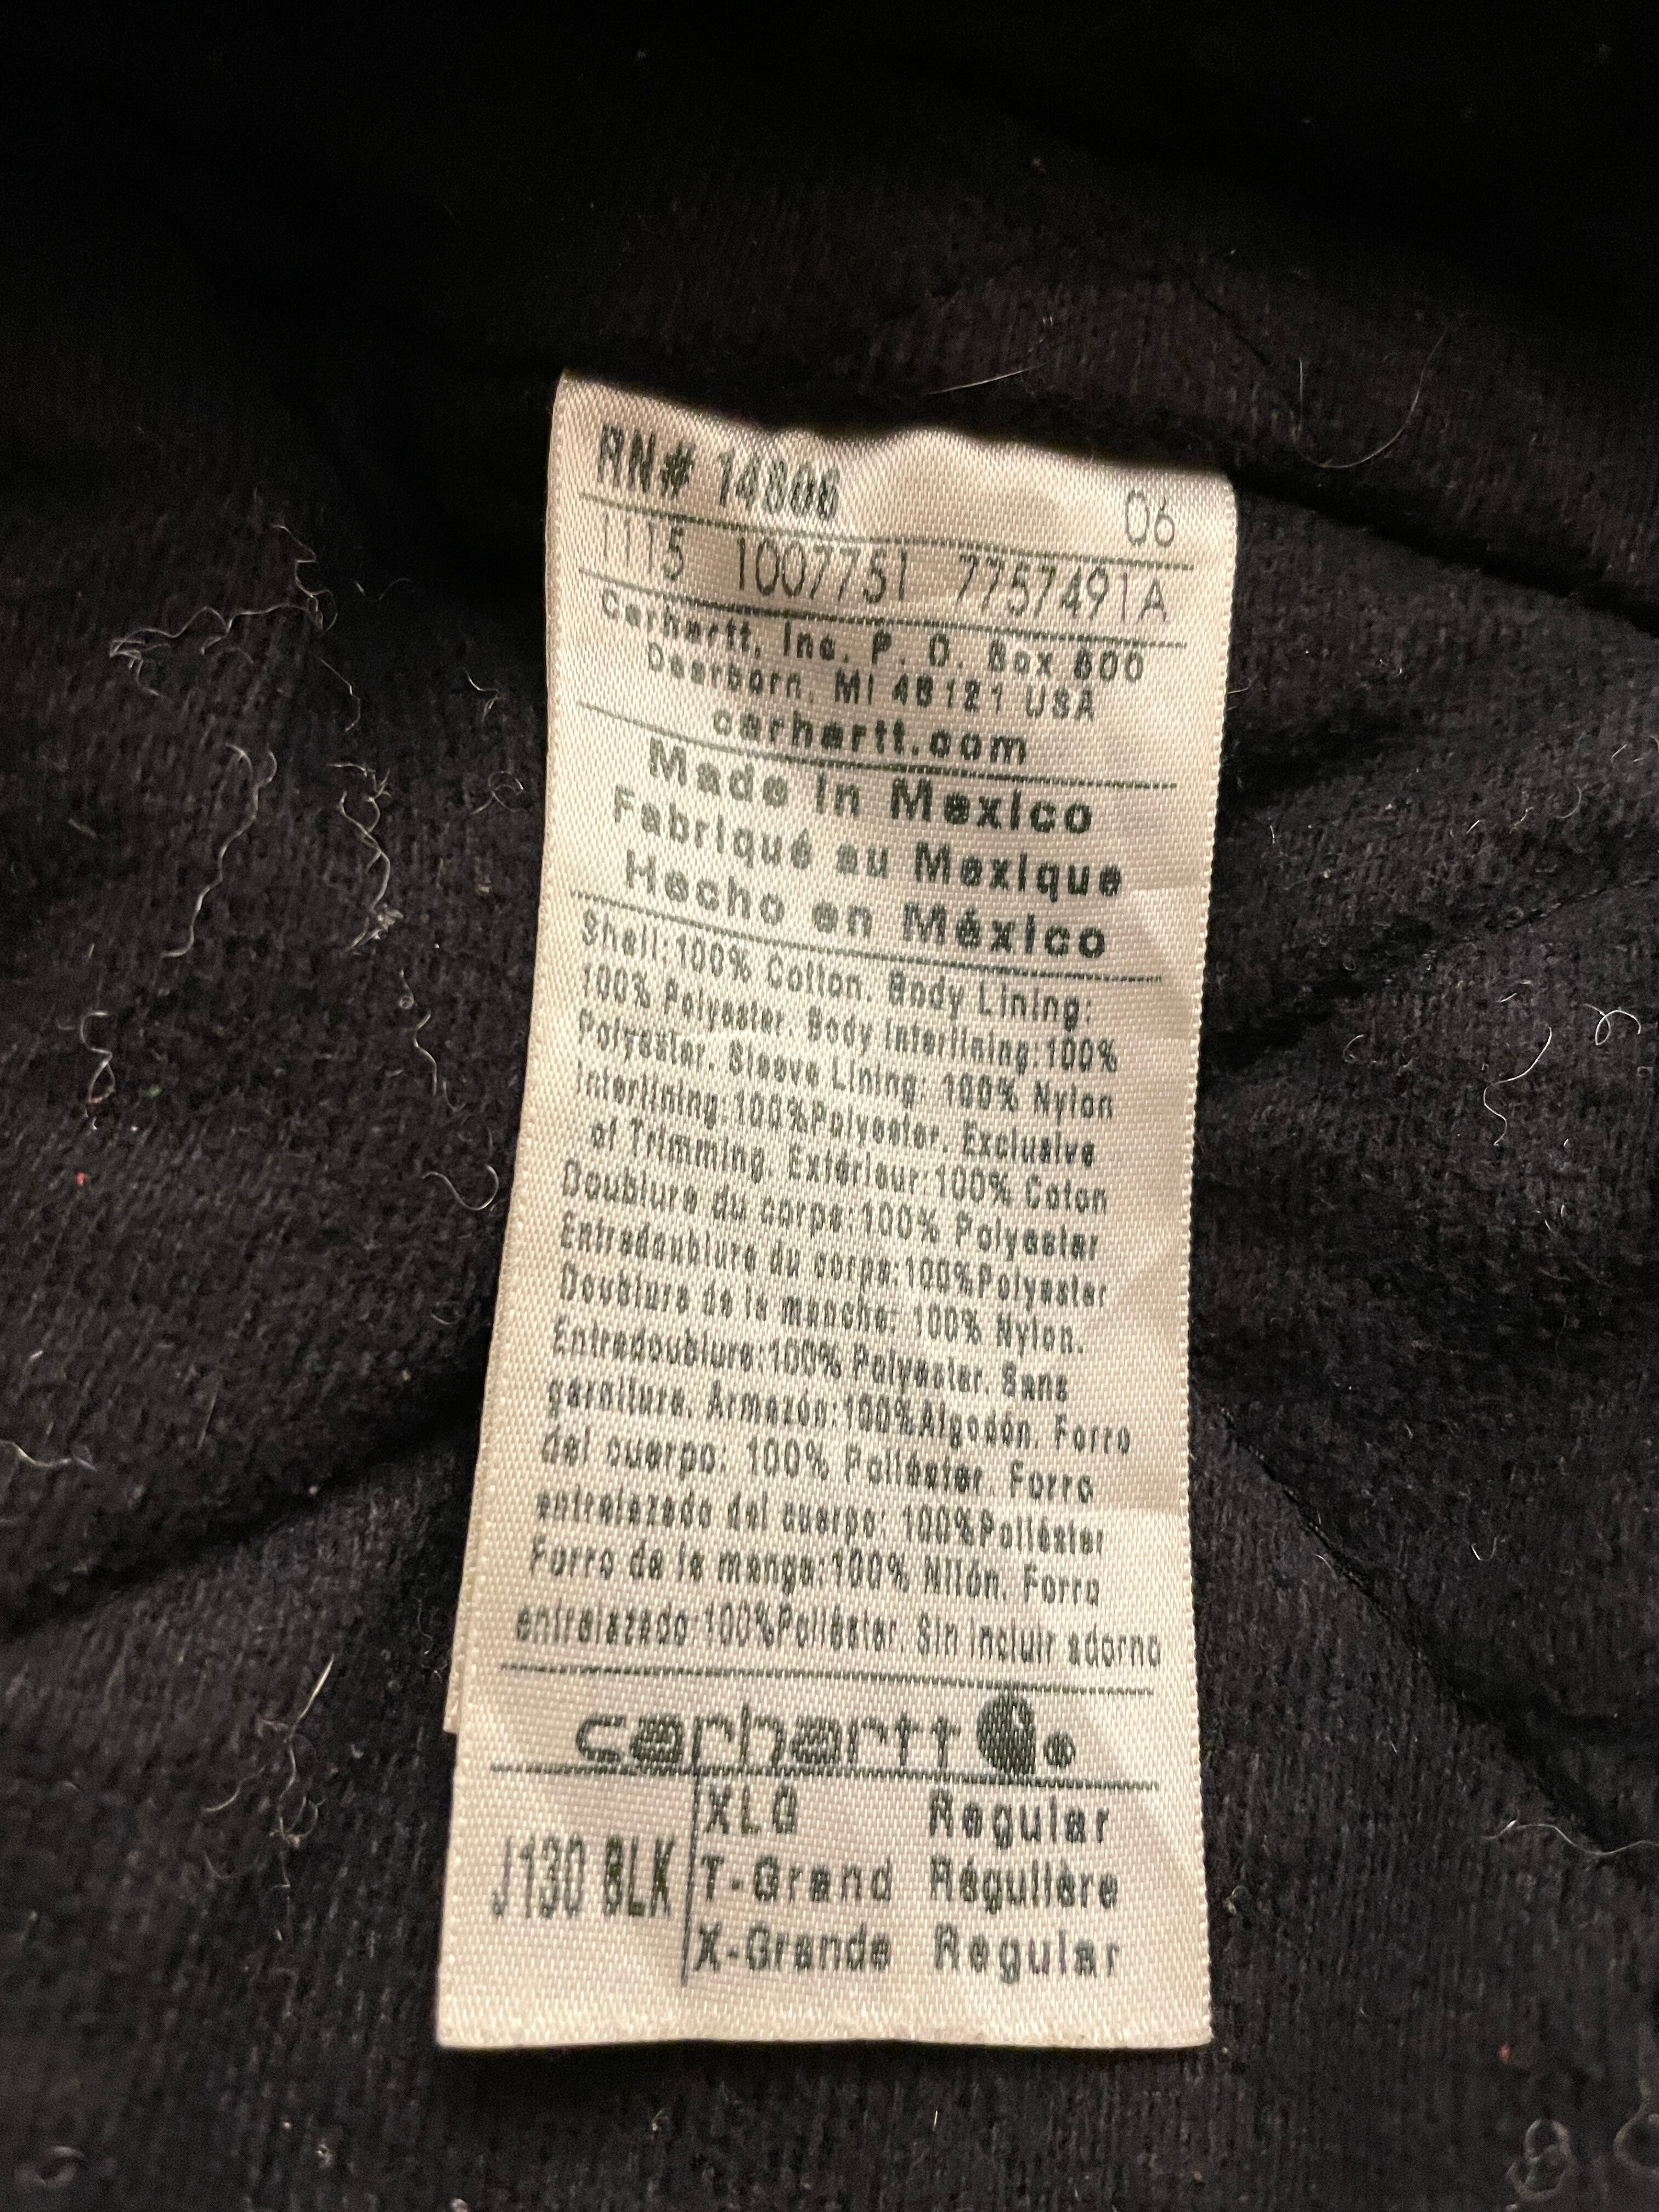 RN# 14806 06
1115 1007751 7757491A
Carhartt, Inc. P. O. Box 600
Dearborn, MI 48121 USA
carhartt.com
Made in Mexico
Fabriqué au Mexique
Hecho en México
Shell:100% Cotton. Body Lining:
100% Polyester. Body Interlining:100%
Polyester. Sleeve Lining: 100% Nylon
Interlining:100%Polyester. Exclusive
of Trimming. Extérieur:100% Coton
Doublure du corps:100% Polyester
Entredoublure du corps:100%Polyester
Doublure de la manche: 100% Nylon.
Entredoublure:100% Polyester. Sans
garniture. Armazón:100%Algodón. Forro
del cuerpo: 100% Poliéster. Forro
entrelazado del cuerpo: 100%Poliéster
Forro de la manga:100% Nilón. Forro
entrelazado:100%Poliéster. Sin incluir adorno
carhartt ®
J130 BLK
XLG Regular
T-Grand Régulière
X-Grande Regular